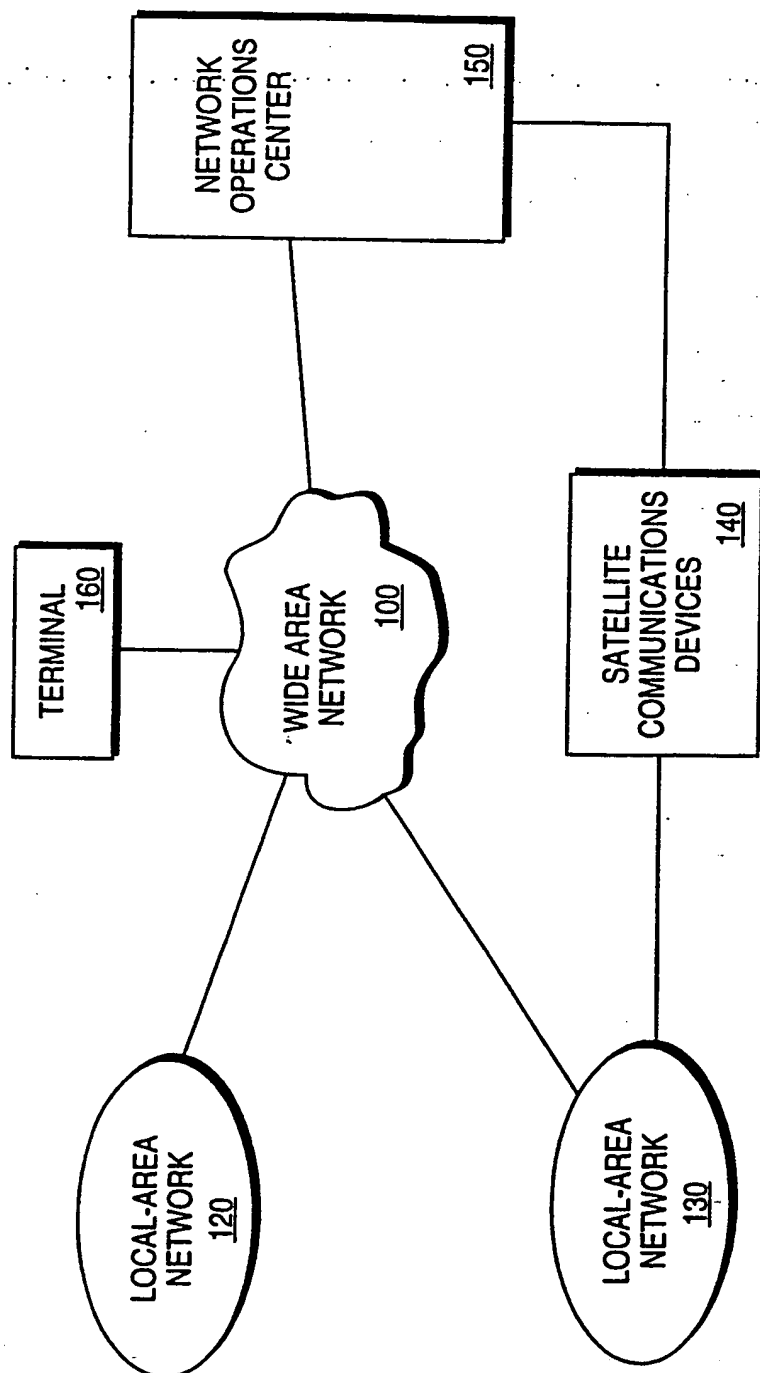 TERMINAL
160
NETWORK
OPERATIONS
CENTER
150
WIDE AREA
NETWORK
100
LOCAL-AREA
NETWORK
120
LOCAL-AREA
NETWORK
130
SATELLITE
COMMUNICATIONS
DEVICES
140